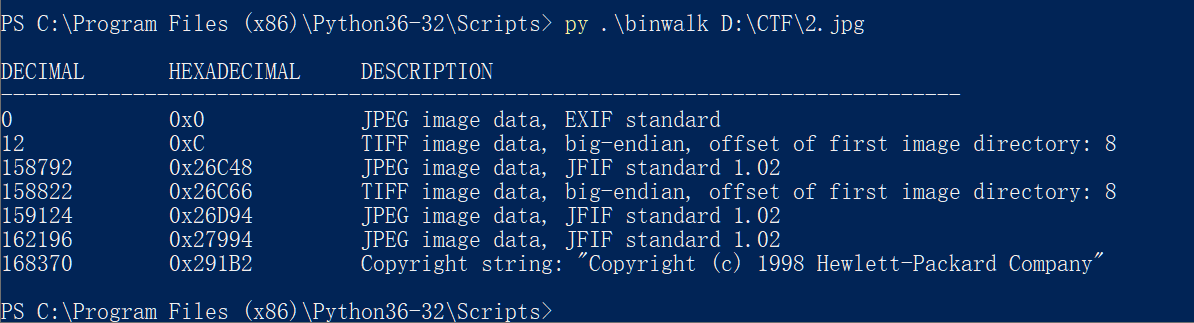 PS C:\Program Files (x86)\Python36-32\Scripts> py .\binwalk D:\CTF\2.jpg
DECIMAL       HEXADECIMAL     DESCRIPTION
--------------------------------------------------------------------------------
0             0x0             JPEG image data, EXIF standard
12            0xC             TIFF image data, big-endian, offset of first image directory: 8
158792        0x26C48         JPEG image data, JFIF standard 1.02
158822        0x26C66         TIFF image data, big-endian, offset of first image directory: 8
159124        0x26D94         JPEG image data, JFIF standard 1.02
162196        0x27994         JPEG image data, JFIF standard 1.02
168370        0x291B2         Copyright string: "Copyright (c) 1998 Hewlett-Packard Company"
PS C:\Program Files (x86)\Python36-32\Scripts>